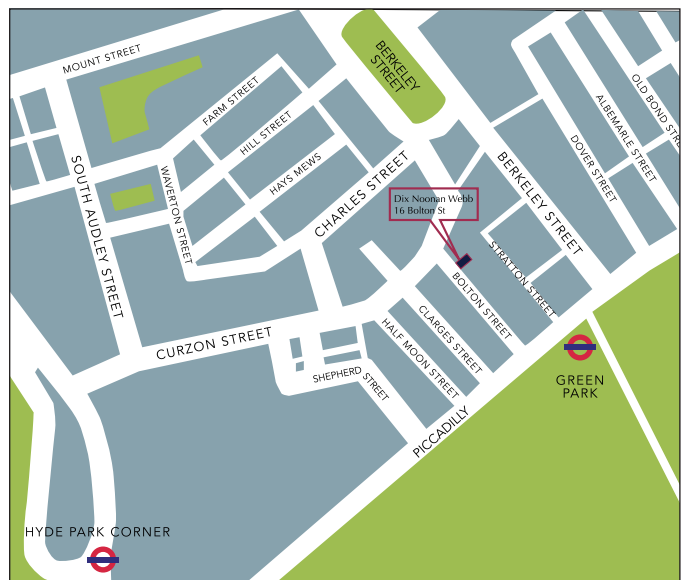 MOUNT STREET
BERKELEY
STREET
FARM STREET
HILL STREET
HAYS MEWS
OLD BOND STRE
ALBEMARLE STREET
DOVER STREET
SOUTH AUDLEY STREET
WAVERTON STREET
CHARLES STREET
BERKELEY STREET
Dix Noonan Webb
16 Bolton St
STRATTON STREET
BOLTON STREET
CLARGES STREET
HALF MOON STREET
CURZON STREET
SHEPHERD STREET
PICCADILLY
GREEN
PARK
HYDE PARK CORNER